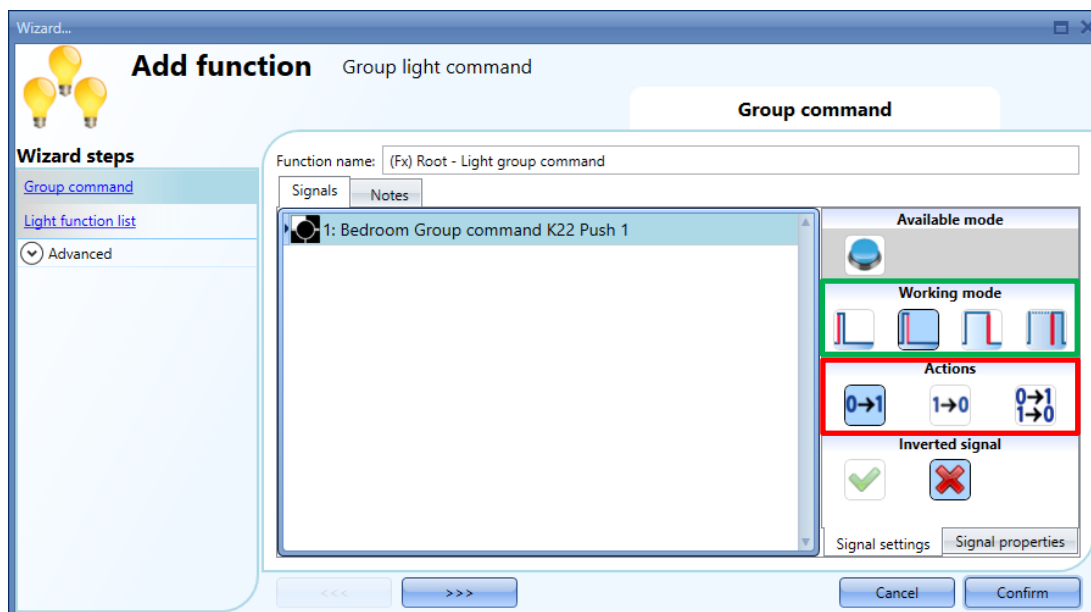 Wizard...
Add function Group light command
Group command
Wizard steps
Group command
Light function list
Advanced
Function name: (Fx) Root - Light group command
Signals Notes
1: Bedroom Group command K22 Push 1
Available mode
Working mode
Actions
0→1 1→0 0→1
1→0
Inverted signal
Signal settings Signal properties
<<< >>> Cancel Confirm